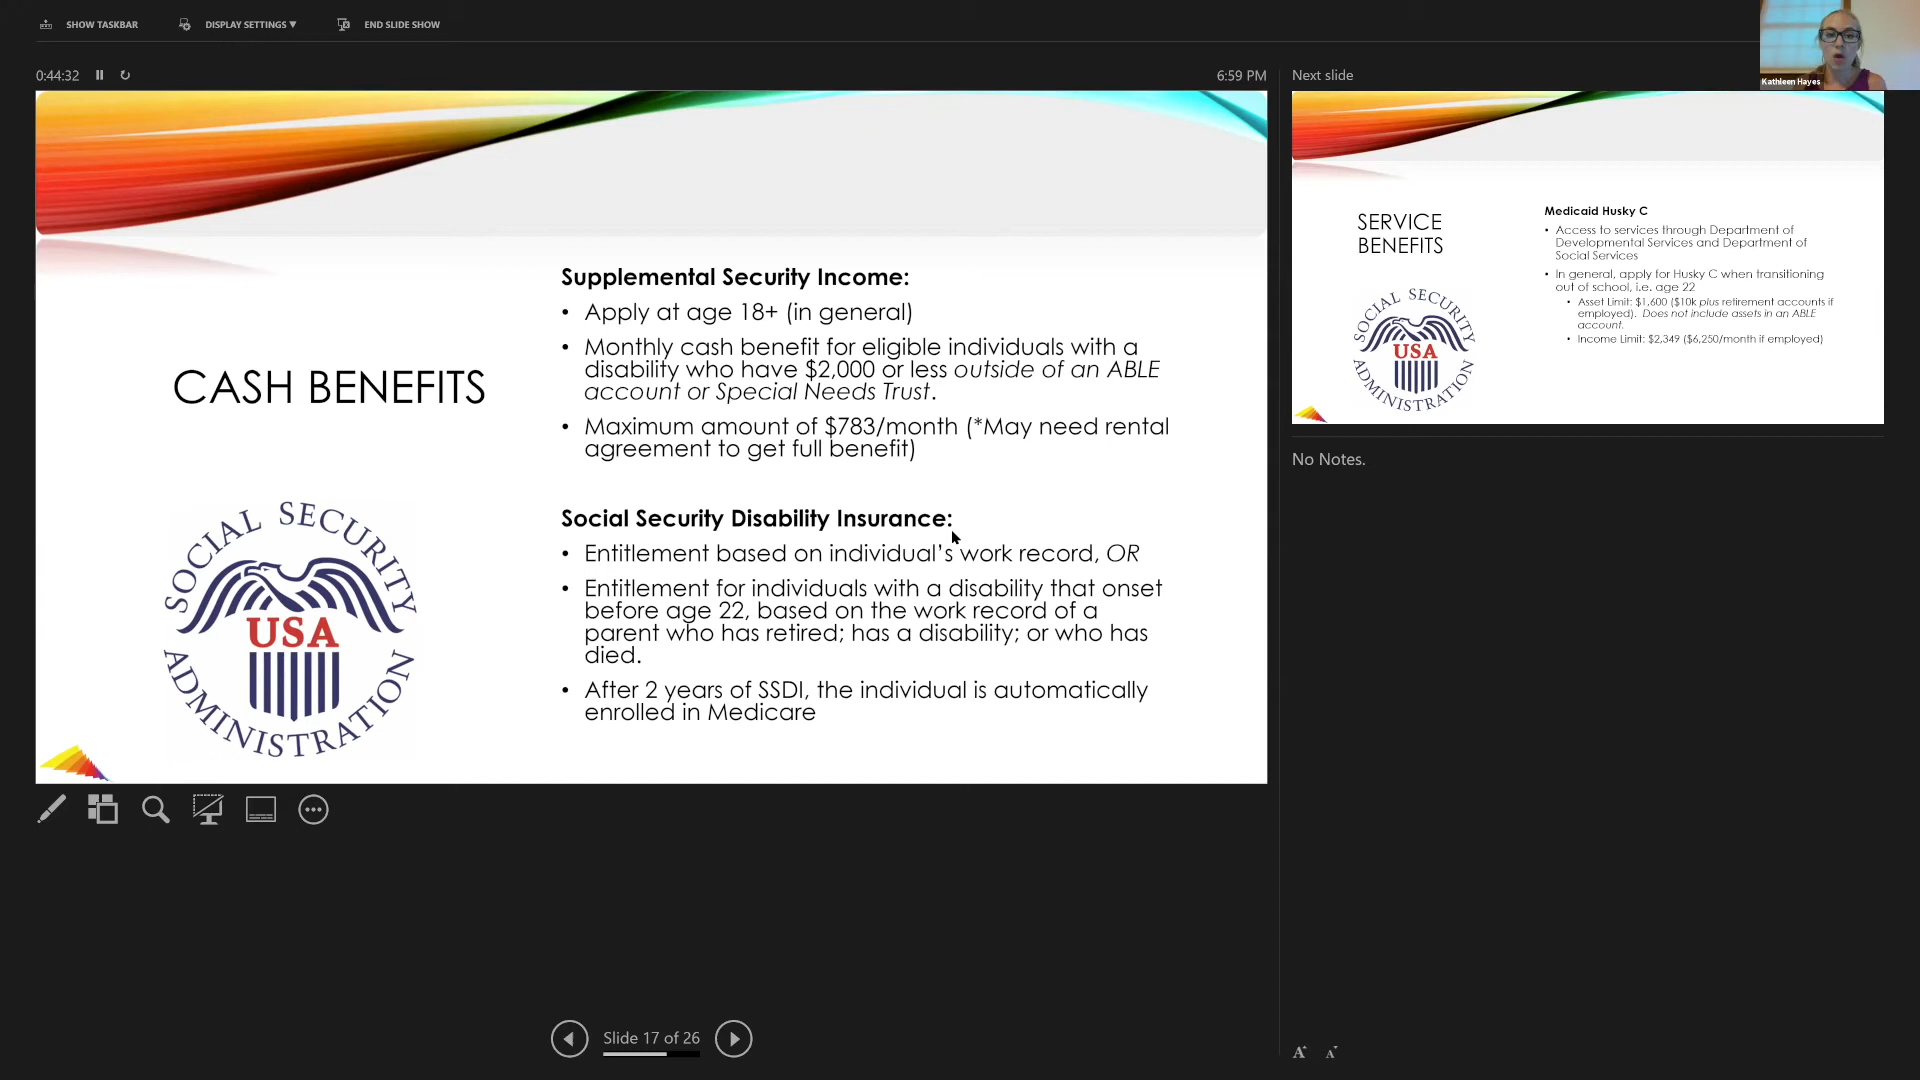 SHOW TASKBAR
DISPLAY SETTINGS ▼
END SLIDE SHOW
Kathleen Hayes
0:44:32
6:59 PM
CASH BENEFITS
SOCIAL SECURITY
USA
ADMINISTRATION
Supplemental Security Income:
• Apply at age 18+ (in general)
• Monthly cash benefit for eligible individuals with a
disability who have $2,000 or less outside of an ABLE
account or Special Needs Trust.
• Maximum amount of $783/month (*May need rental
agreement to get full benefit)
Social Security Disability Insurance:
• Entitlement based on individual's work record, OR
• Entitlement for individuals with a disability that onset
before age 22, based on the work record of a
parent who has retired; has a disability; or who has
died.
• After 2 years of SSDI, the individual is automatically
enrolled in Medicare
Slide 17 of 26
Next slide
SERVICE
BENEFITS
SOCIAL SECURITY
USA
ADMINISTRATION
Medicaid Husky C
• Access to services through Department of
Developmental Services and Department of
Social Services
• In general, apply for Husky C when transitioning
out of school, i.e. age 22
• Asset Limit: $1,600 ($10k plus retirement accounts if
employed). Does not include assets in an ABLE
account.
• Income Limit: $2,349 ($6,250/month if employed)
No Notes.
A A